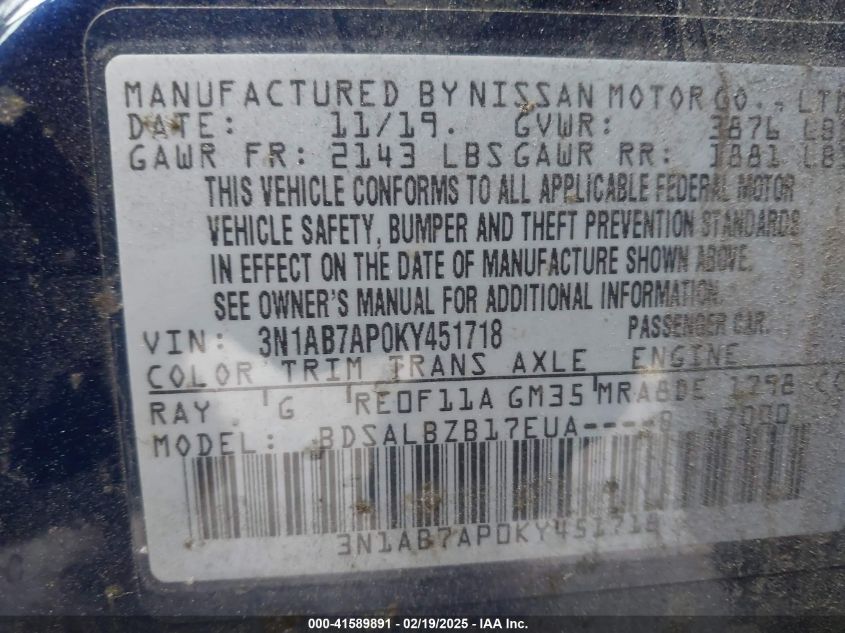 MANUFACTURED BY NISSAN MOTOR CO., LTD
DATE: 11/19. GVWR: 3876 LBS
GAWR FR: 2143 LBS GAWR RR: 1881 LBS
THIS VEHICLE CONFORMS TO ALL APPLICABLE FEDERAL MOTOR
VEHICLE SAFETY, BUMPER AND THEFT PREVENTION STANDARDS
IN EFFECT ON THE DATE OF MANUFACTURE SHOWN ABOVE.
SEE OWNER'S MANUAL FOR ADDITIONAL INFORMATION.
VIN: 3N1AB7AP0KY451718 PASSENGER CAR.
COLOR TRIM TRANS AXLE ENGINE
RAY G RE0F11A GM35 MRA8DE 1798 CC
MODEL: BDSALBZB17EUA----
3N1AB7AP0KY451718
000-41589891 - 02/19/2025 - IAA Inc.